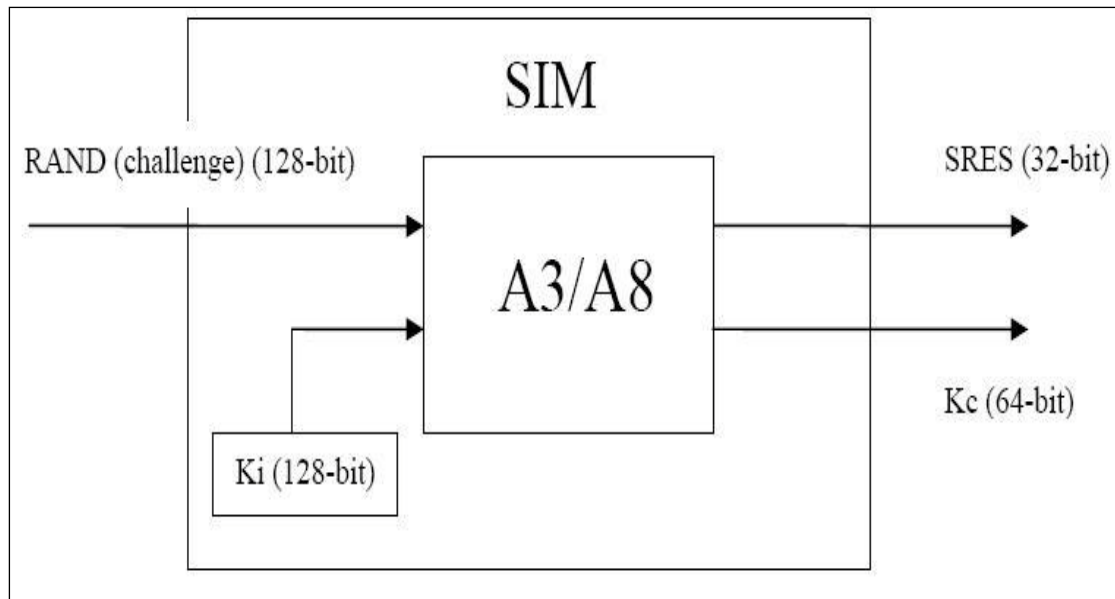 SIM
RAND (challenge) (128-bit)
SRES (32-bit)
A3/A8
Kc (64-bit)
Ki (128-bit)